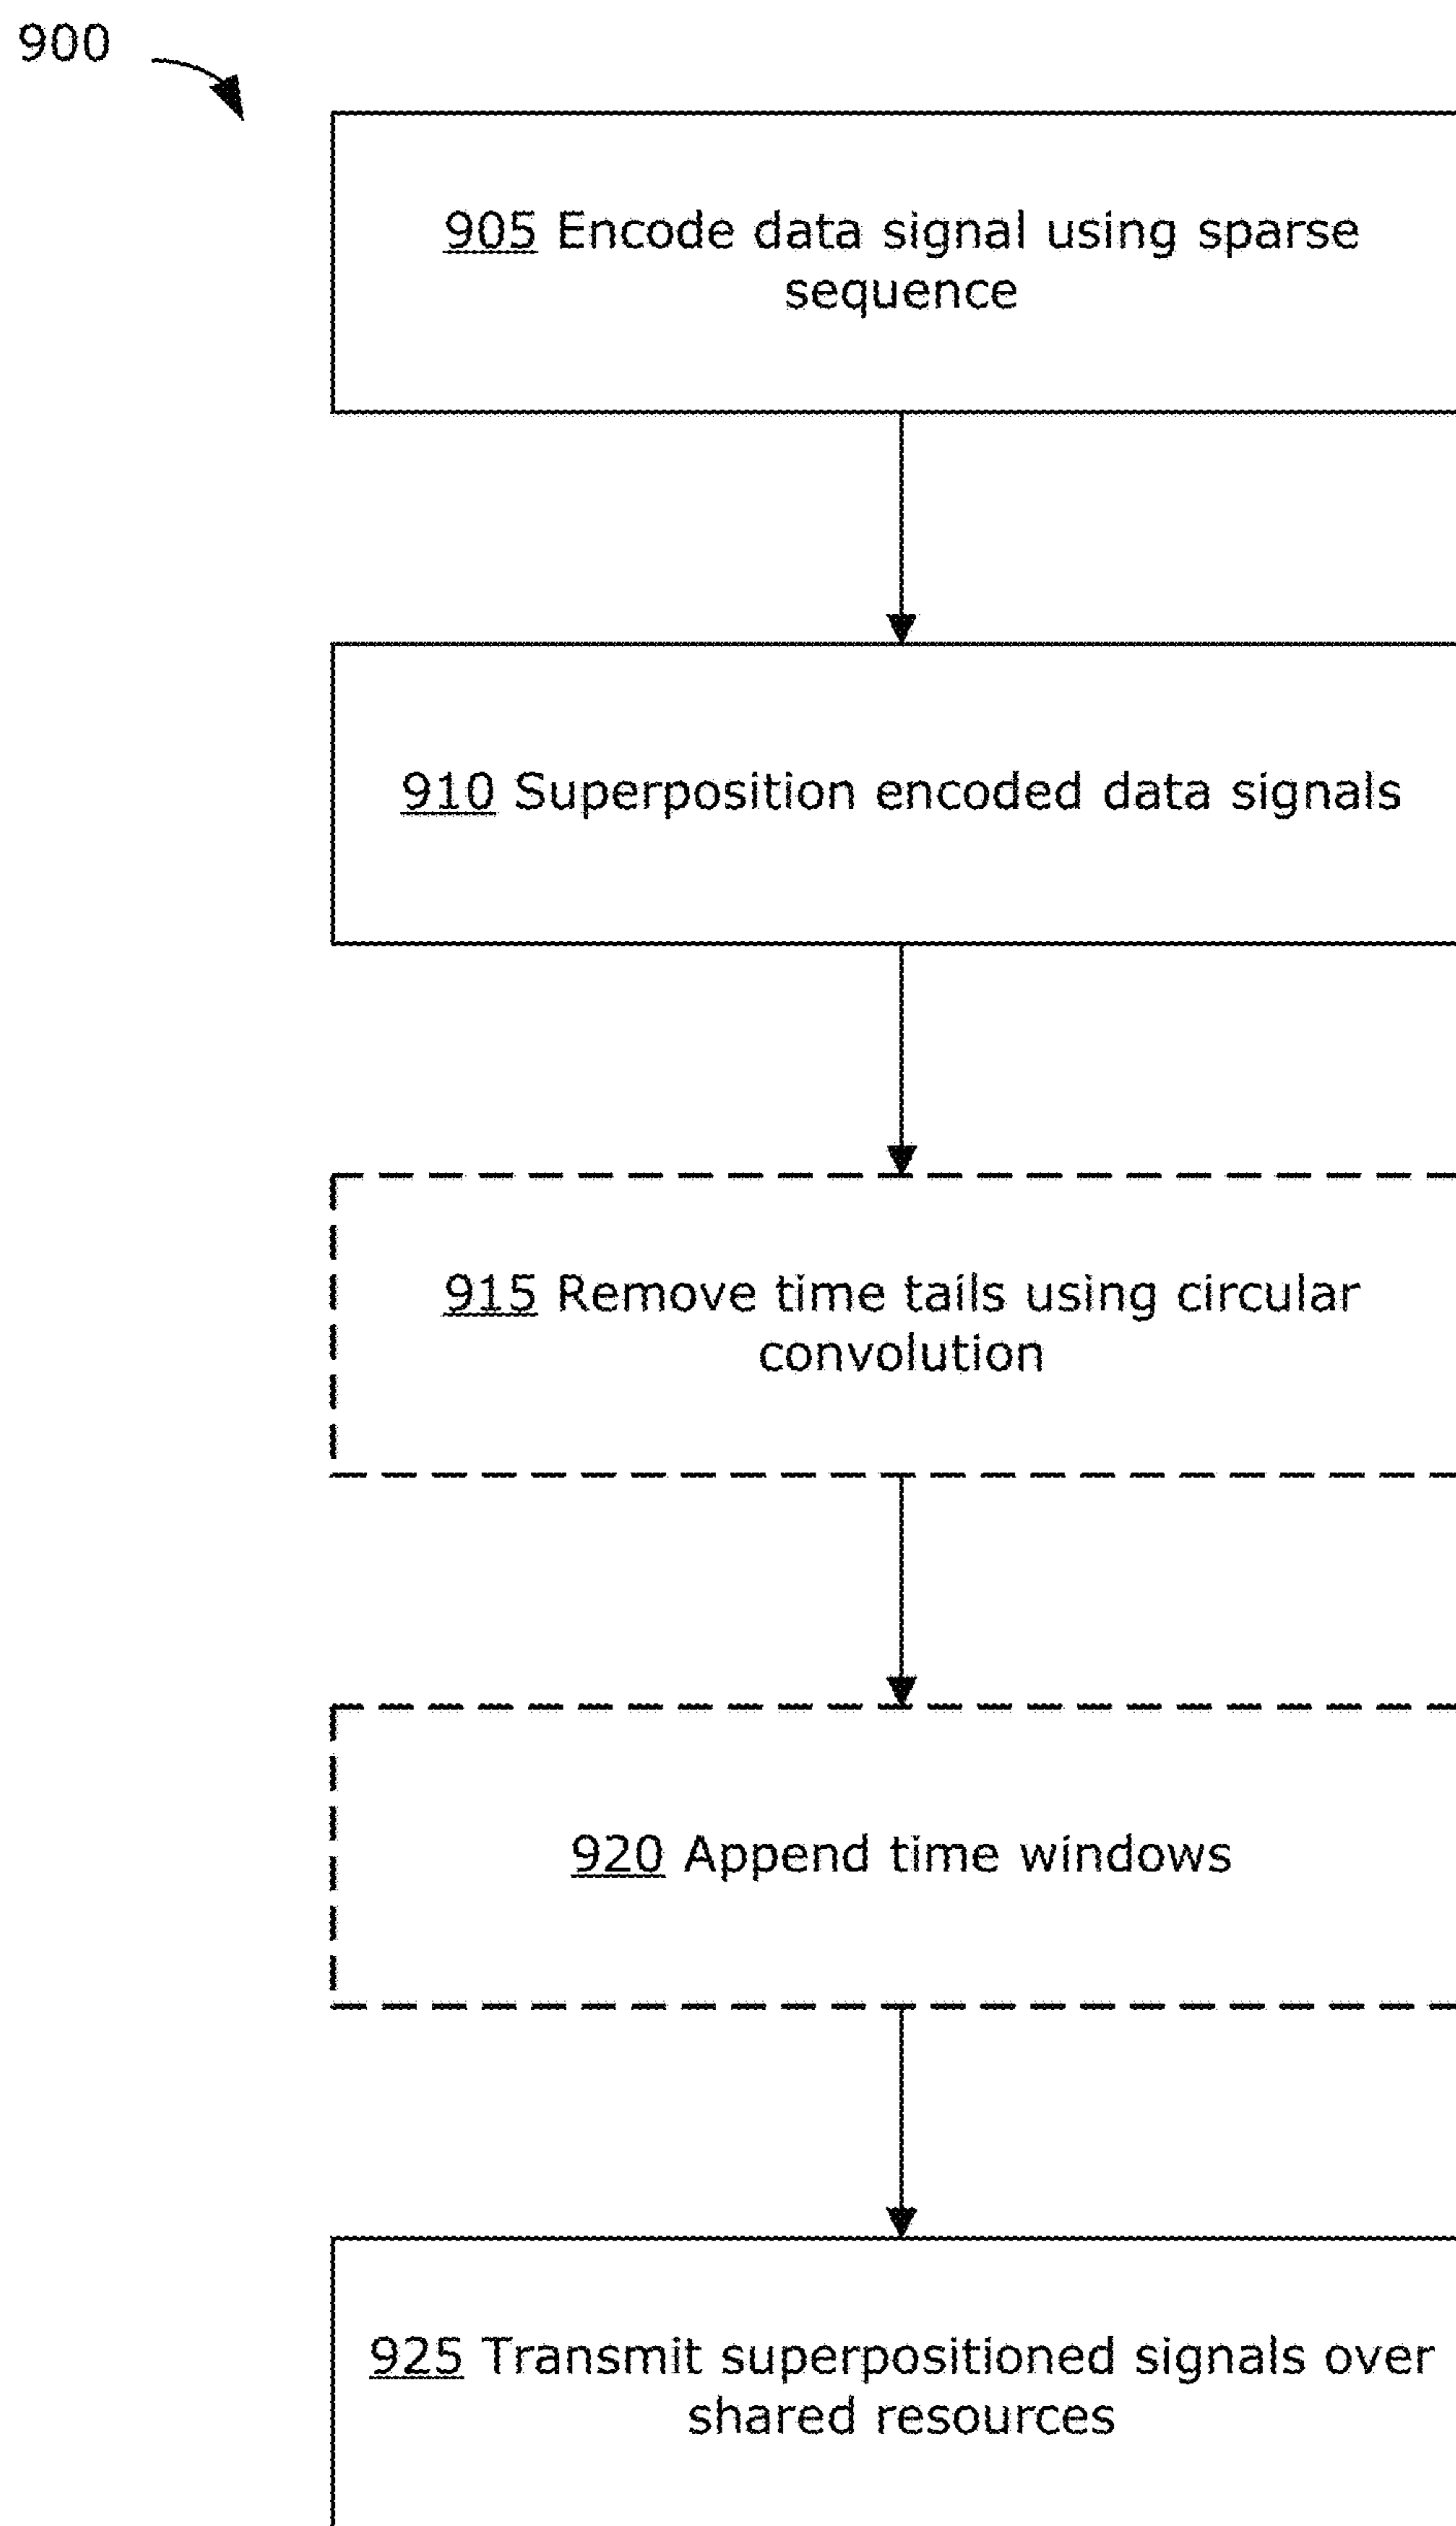 900
905 Encode data signal using sparse
sequence
910 Superposition encoded data signals
915 Remove time tails using circular
convolution
920 Append time windows
925 Transmit superpositioned signals over
shared resources